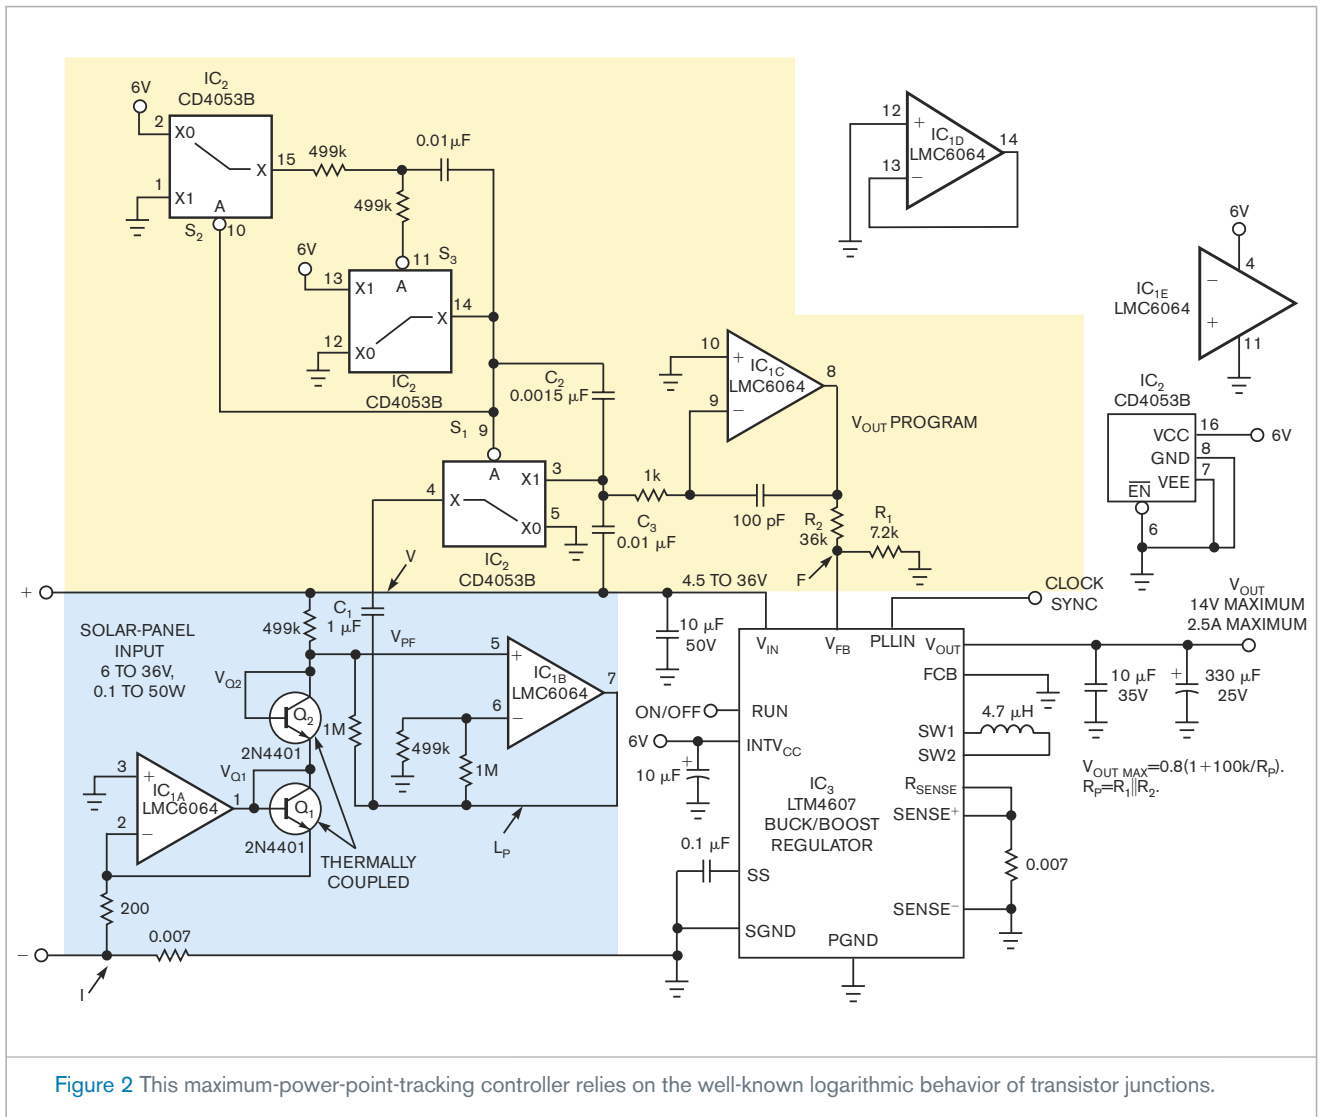 IC2
CD4053B
6V
2
X0
15
X
1
X1
A
S2
10
499k
0.01 µF
499k
11
S3
6V
13
X1
A
14
X
12
X0
IC2
CD4053B
C2
0.0015 µF
S1
9
A
4
X
X1
3
X0
5
IC2
CD4053B
C3
0.01 µF
1k
10
+
IC1C
LMC6064
9
−
8
VOUT PROGRAM
100 pF
R2
36k
R1
7.2k
F
12
+
IC1D
LMC6064
14
13
−
6V
4
IC1E
LMC6064
−
+
11
IC2
CD4053B
VCC
16
6V
GND
8
VEE
7
EN
6
+
V
4.5 TO 36V
CLOCK
SYNC
VOUT
14V MAXIMUM
2.5A MAXIMUM
SOLAR-PANEL
INPUT
6 TO 36V,
0.1 TO 50W
499k
C1
1 µF
VPF
5
+
IC1B
LMC6064
7
6
−
VQ2
Q2
2N4401
1M
499k
1M
VQ1
3
+
IC1A
LMC6064
1
2
−
Q1
2N4401
THERMALLY
COUPLED
LP
200
0.007
−
I
10 µF
50V
VIN
VFB
PLLIN
VOUT
10 µF
35V
+
330 µF
25V
FCB
ON/OFF
RUN
4.7 µH
SW1
SW2
6V
INTVCC
+
10 µF
VOUT MAX=0.8(1+100k/RP).
RP=R1||R2.
IC3
LTM4607
BUCK/BOOST
REGULATOR
RSENSE
SENSE+
0.007
SENSE−
0.1 µF
SS
SGND
PGND
Figure 2 This maximum-power-point-tracking controller relies on the well-known logarithmic behavior of transistor junctions.